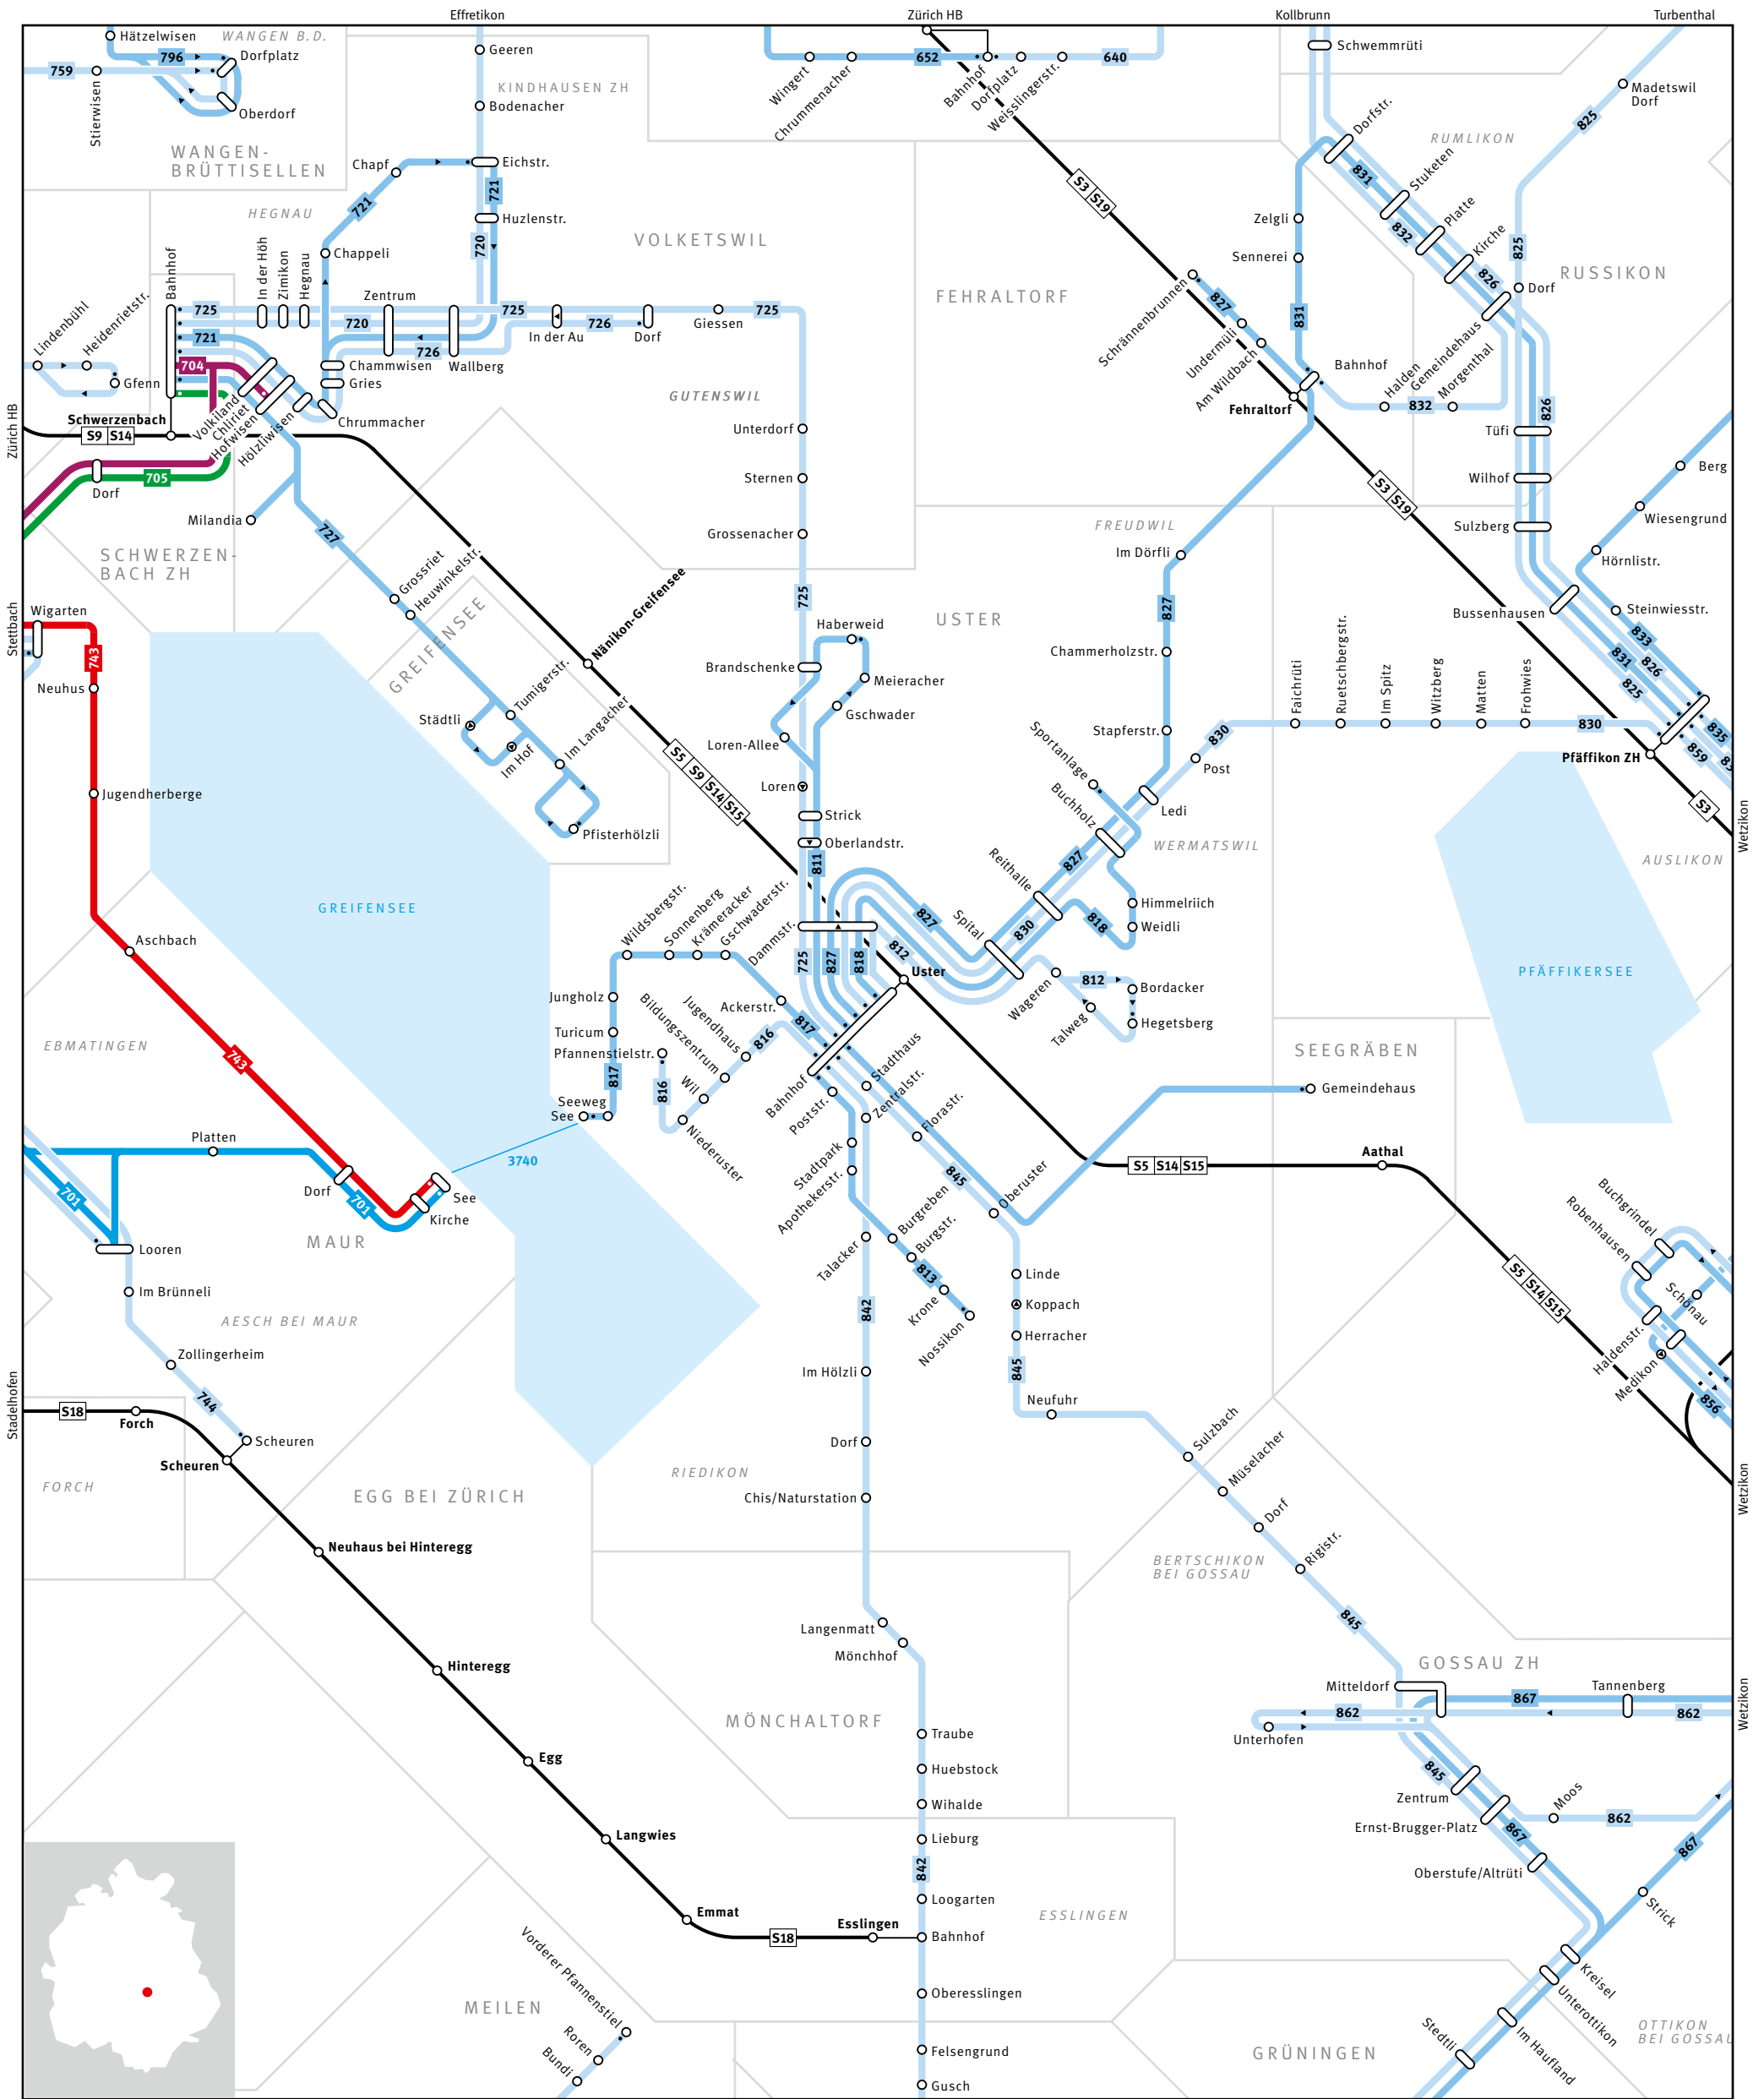 Effretikon
Zürich HB
Kollbrunn
Turbenthal
Hätzelwisen
WANGEN B.D.
796
Dorfplatz
759
Stierwisen
Oberdorf
WANGEN-
BRÜTTISELLEN
Geeren
KINDHAUSEN ZH
Bodenacher
Chapf
Eichstr.
721
721
Huzlenstr.
720
HEGNAU
Chappeli
VOLKETSWIL
Wingert
Chrummenacher
652
Bahnhof
Dorfplatz
Weisslingerstr.
640
S3 S19
Schwemmrüti
Madetswil
Dorf
825
RUMLIKON
Dorfstr.
831
Stuketen
Platte
832
Kirche
826
825
Zelgli
Sennerei
RUSSIKON
Dorf
FEHRALTORF
Schrännenbrunnen
827
Undermüli
Am Wildbach
831
Bahnhof
Fehraltorf
Halden
Gemeindehaus
Morgenthal
832
826
Tüfi
Wilhof
Sulzberg
Berg
Wiesengrund
Hörnlistr.
Steinwiesstr.
833
Bussenhausen
831
826
825
Bahnhof
In der Höh
Zimikon
Hegnau
Zentrum
725
720
721
704
725
726
726
In der Au
Dorf
Giessen
725
Wallberg
Chammwisen
Gries
Chrummacher
Lindenbühl
Heidenrietstr.
Gfenn
Schwerzenbach
Zürich HB
S9 S14
Volkiland
Chliriet
Hofwisen
Hölzliwisen
705
Dorf
Milandia
SCHWERZEN-
BACH ZH
727
GUTENSWIL
Unterdorf
Sternen
Grossenacher
725
Grossriet
Heuwinkelstr.
GREIFENSEE
Nänikon-Greifensee
Tumigerstr.
Städtli
Im Hof
Im Langacher
Pfisterhölzli
S5 S9 S14 S15
Stettbach
Wigarten
743
Neuhus
Jugendherberge
Aschbach
GREIFENSEE
EBMATINGEN
743
USTER
Haberweid
Brandschenke
Meieracher
Gschwader
Loren-Allee
Loren
Strick
Oberlandstr.
811
FREUDWIL
Im Dörfli
827
Chammerholzstr.
Stapferstr.
S3 S19
830
Faichrüti
Ruetschbergstr.
Im Spitz
Witzberg
Matten
Frohwies
830
835
859
Pfäffikon ZH
S3
Wetzikon
Sportanlage
Post
Buchholz
Ledi
WERMATSWIL
827
Reithalle
Himmelriich
Weidli
818
830
Spital
827
AUSLIKON
PFÄFFIKERSEE
Wildsbergstr.
Sonnenberg
Krämeracker
Gschwaderstr.
Dammstr.
725
827
818
812
Uster
812
Wageren
Bordacker
Talweg
Hegetsberg
Jungholz
Turicum
Ackerstr.
817
Bildungszentrum
Jugendhaus
816
Pfannenstielstr.
817
816
Wil
Niederuster
Seeweg
See
3740
Bahnhof
Poststr.
Stadthaus
Zentralstr.
Florastr.
Stadtpark
Apothekerstr.
845
Oberuster
Burgreben
Burgstr.
Talacker
813
Krone
Nossikon
SEEGRÄBEN
Gemeindehaus
S5 S14 S15
Aathal
Buchgrindel
Robenhausen
S5 S14 S15
Schönau
Haldenstr.
Medikon
856
Platten
701
Dorf
701
See
Kirche
Looren
MAUR
Im Brünneli
AESCH BEI MAUR
Zollingerheim
744
Stadelhofen
S18
Forch
Scheuren
Scheuren
FORCH
EGG BEI ZÜRICH
Linde
Koppach
Herracher
842
845
Im Hölzli
Neufuhr
Dorf
RIEDIKON
Chis/Naturstation
Sulzbach
Müselacher
Dorf
Rigistr.
Wetzikon
BERTSCHIKON
BEI GOSSAU
845
Neuhaus bei Hinteregg
Hinteregg
Langenmatt
Mönchhof
MÖNCHALTORF
Traube
Huebstock
Wihalde
Lieburg
842
Loogarten
GOSSAU ZH
Mitteldorf
Tannenberg
867
862
862
Wetzikon
Unterhofen
845
Zentrum
Moos
862
Ernst-Brugger-Platz
867
867
Oberstufe/Altrüti
Strick
Egg
Langwies
Emmat
S18
Esslingen
Bahnhof
ESSLINGEN
Oberesslingen
Felsengrund
Gusch
Kreisel
Unterottikon
Im Haufland
Stedtli
OTTIKON
BEI GOSSAU
GRÜNINGEN
Vorderer Pfannenstiel
MEILEN
Roren
Bundi